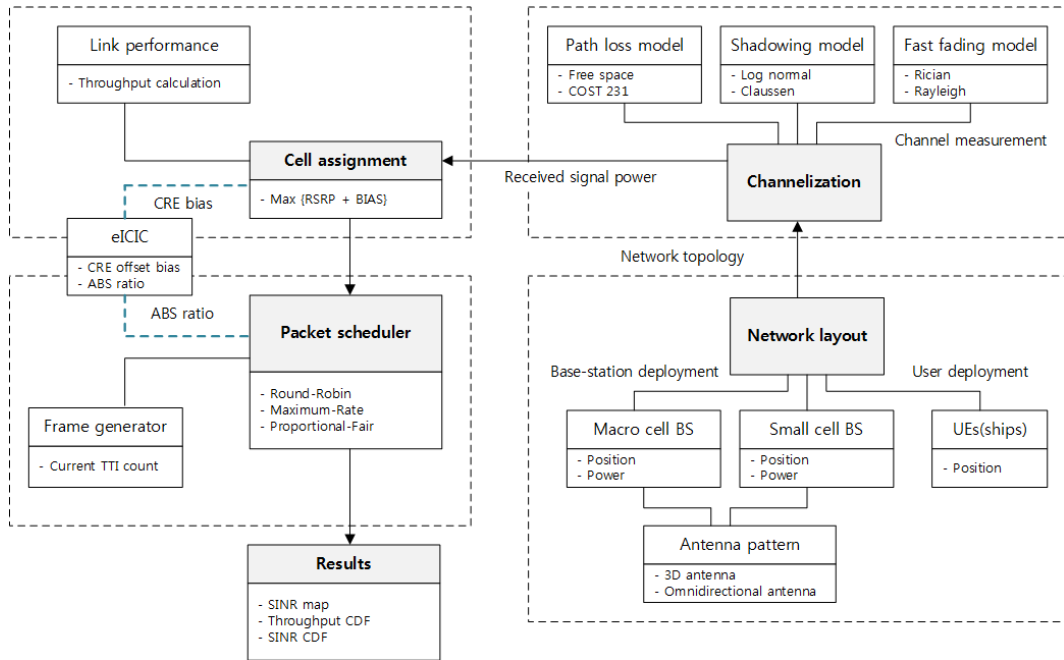 Link performance
- Throughput calculation
Cell assignment
- Max {RSRP + BIAS}
CRE bias
eICIC
- CRE offset bias
- ABS ratio
ABS ratio
Packet scheduler
- Round-Robin
- Maximum-Rate
- Proportional-Fair
Frame generator
- Current TTI count
Results
- SINR map
- Throughput CDF
- SINR CDF
Path loss model
- Free space
- COST 231
Shadowing model
- Log normal
- Claussen
Fast fading model
- Rician
- Rayleigh
Channel measurement
Received signal power
Channelization
Network topology
Network layout
Base-station deployment
User deployment
Macro cell BS
- Position
- Power
Small cell BS
- Position
- Power
UEs(ships)
- Position
Antenna pattern
- 3D antenna
- Omnidirectional antenna